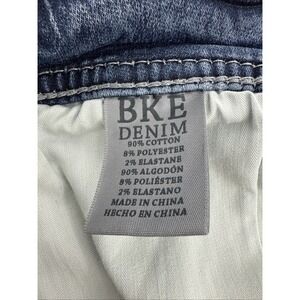 BKE
DENIM
90% COTTON
8% POLYESTER
2% ELASTANE
90% ALGODÓN
8% POLIÉSTER
2% ELASTANO
MADE IN CHINA
HECHO EN CHINA